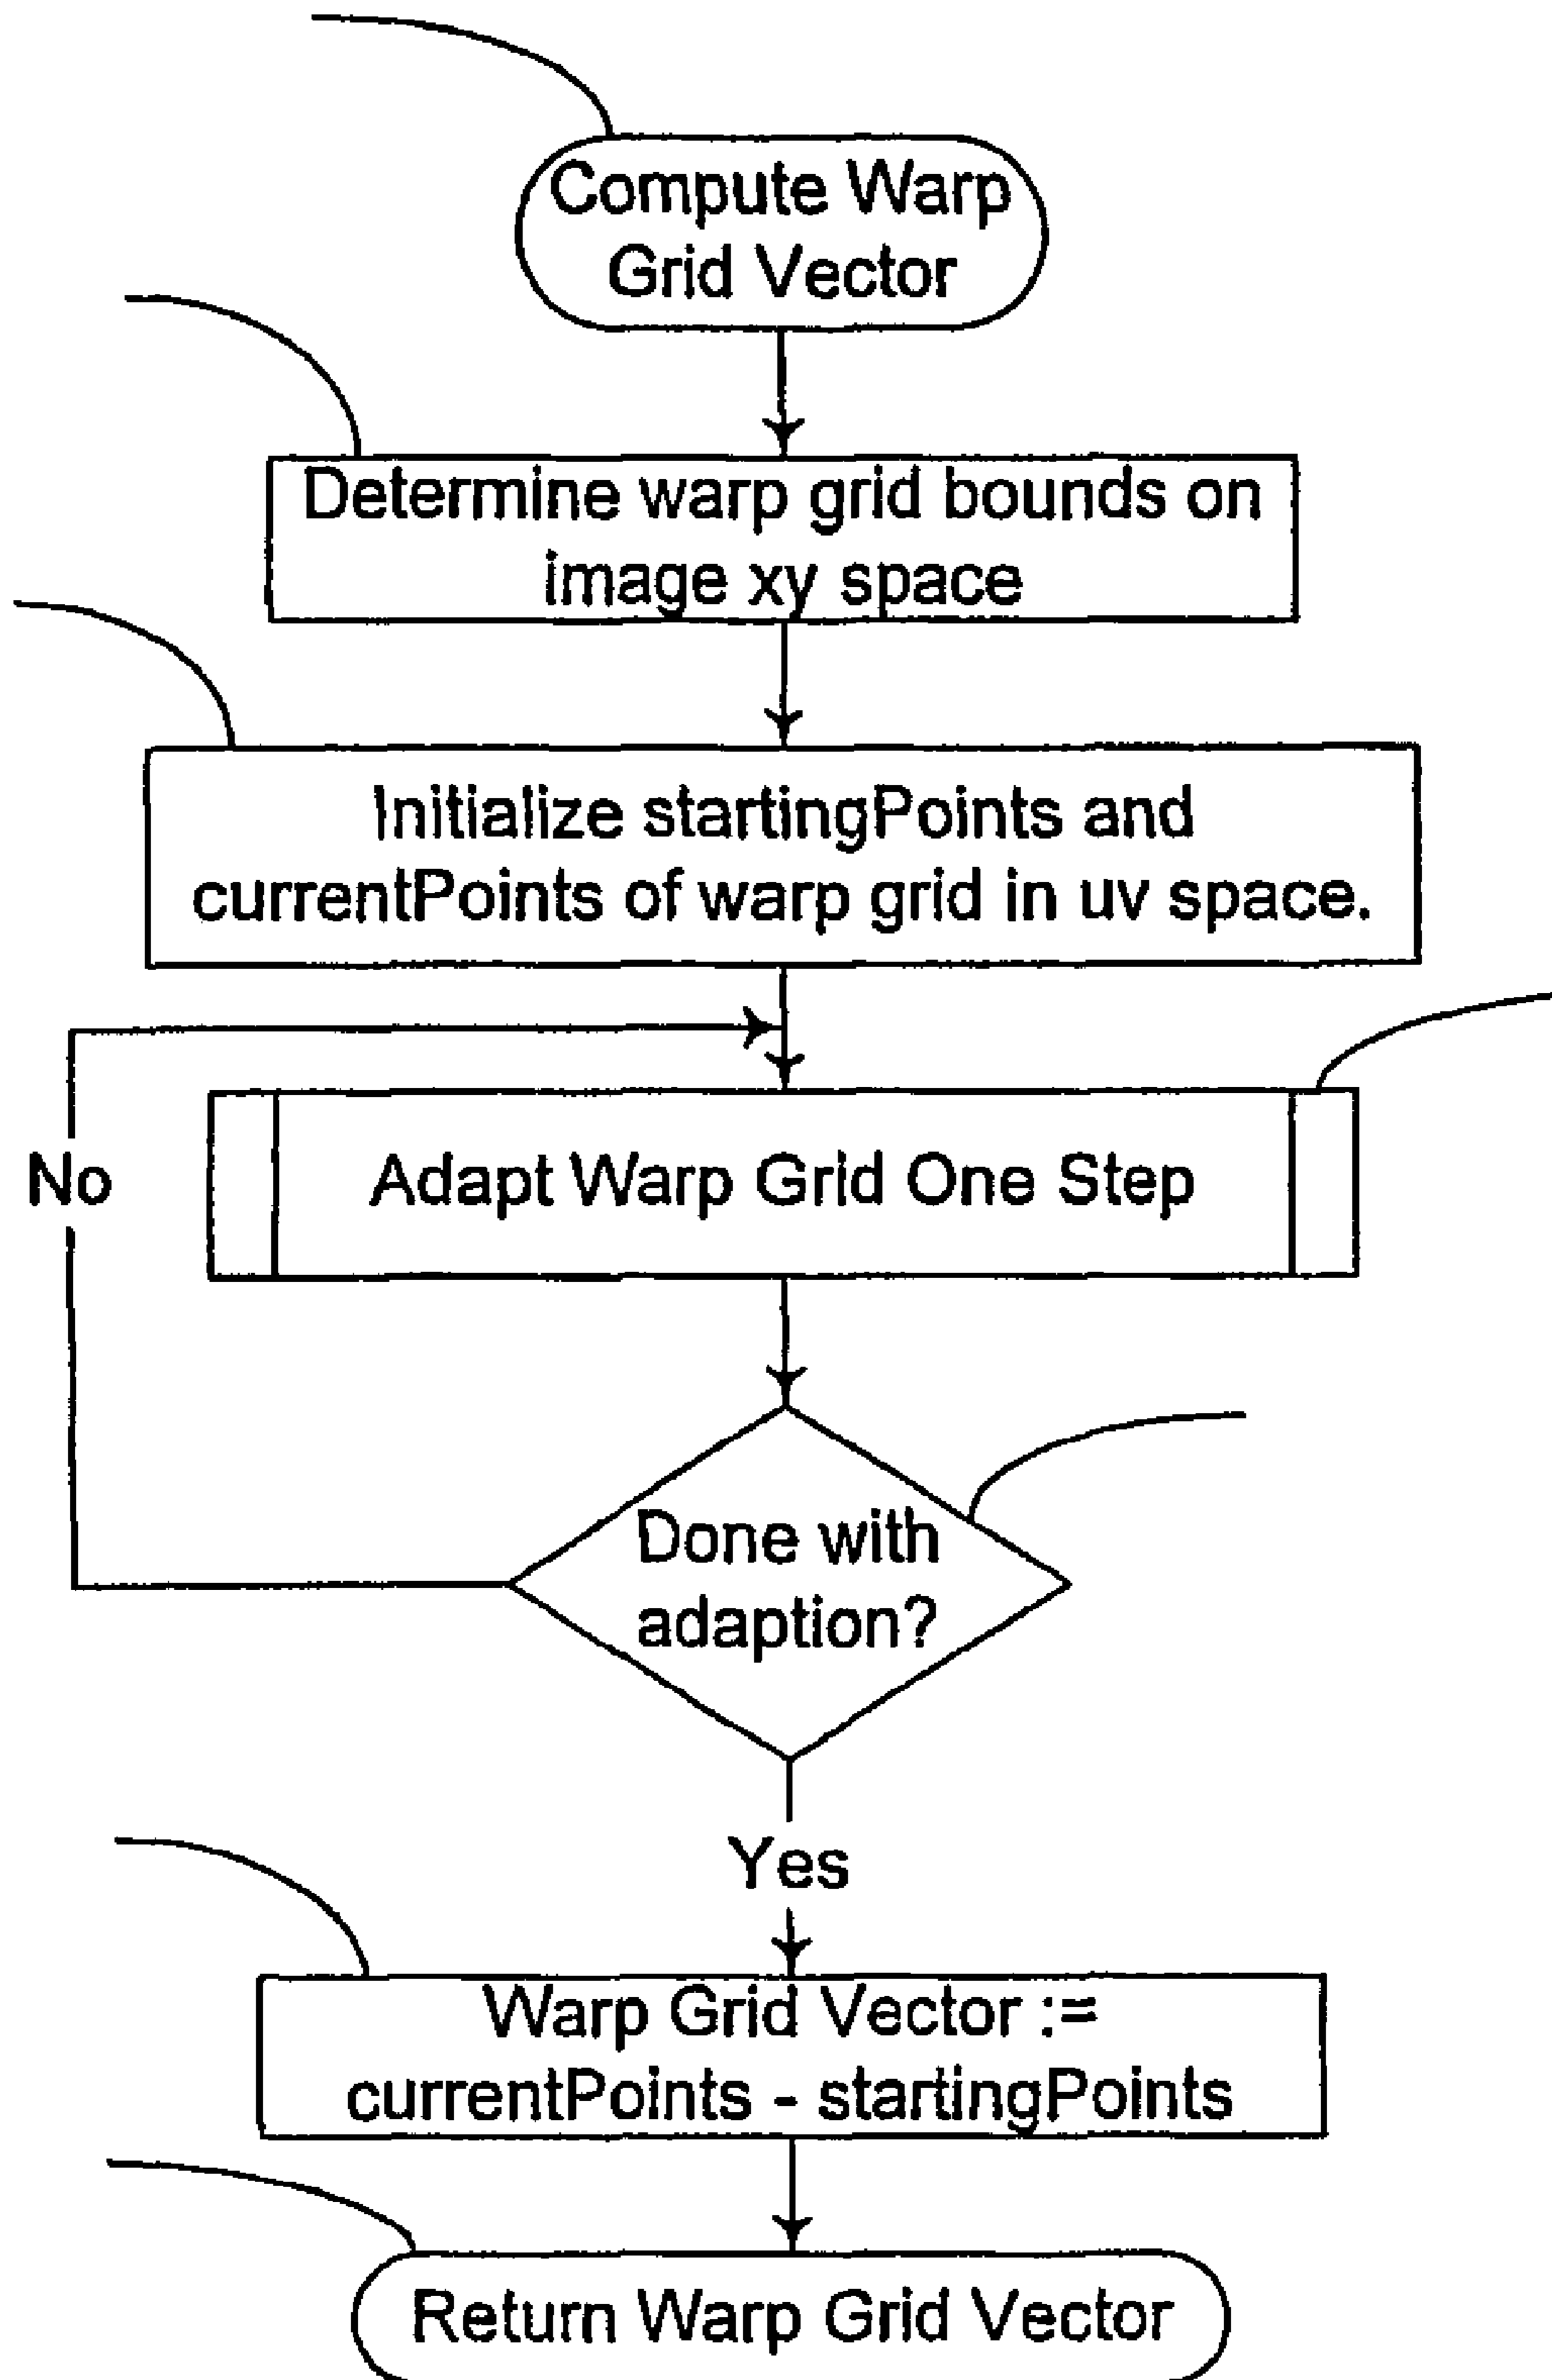 Compute Warp
Grid Vector
Determine warp grid bounds on
image xy space
Initialize startingPoints and
currentPoints of warp grid in uv space.
No
Adapt Warp Grid One Step
Done with
adaption?
Yes
Warp Grid Vector :=
currentPoints - startingPoints
Return Warp Grid Vector